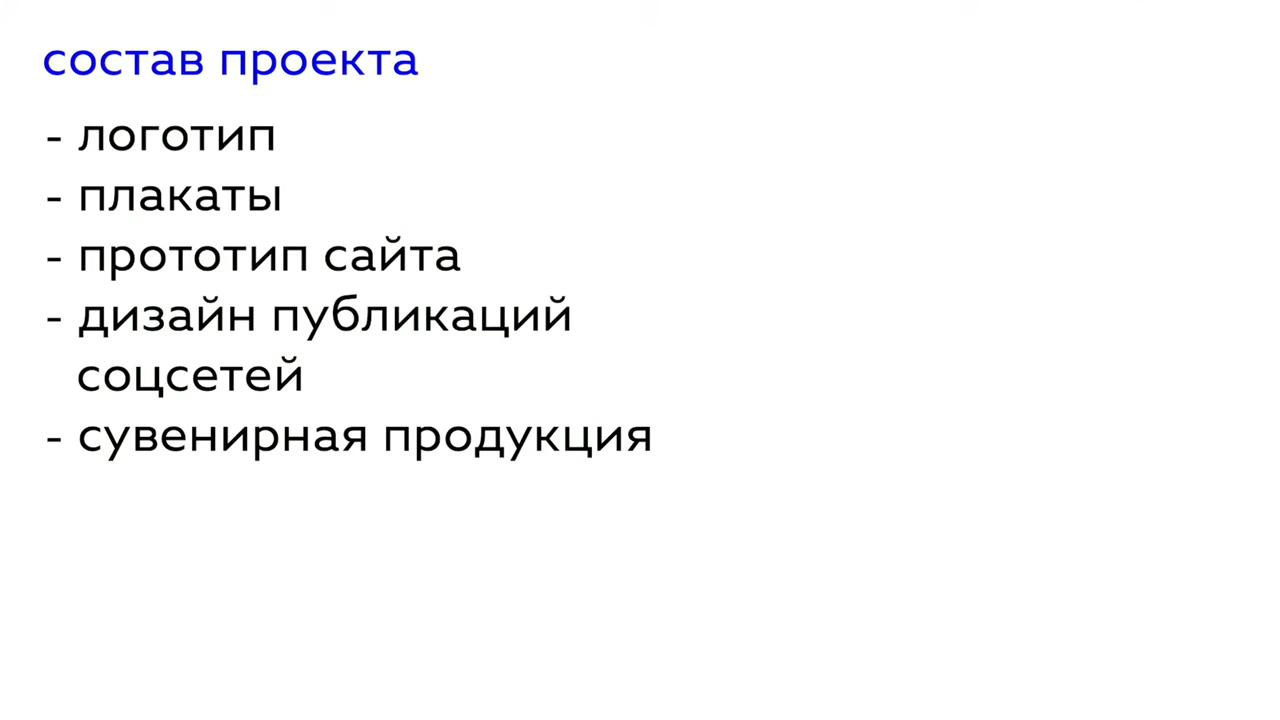 состав проекта
- логотип
- плакаты
- прототип сайта
- дизайн публикаций
соцсетей
- сувенирная продукция